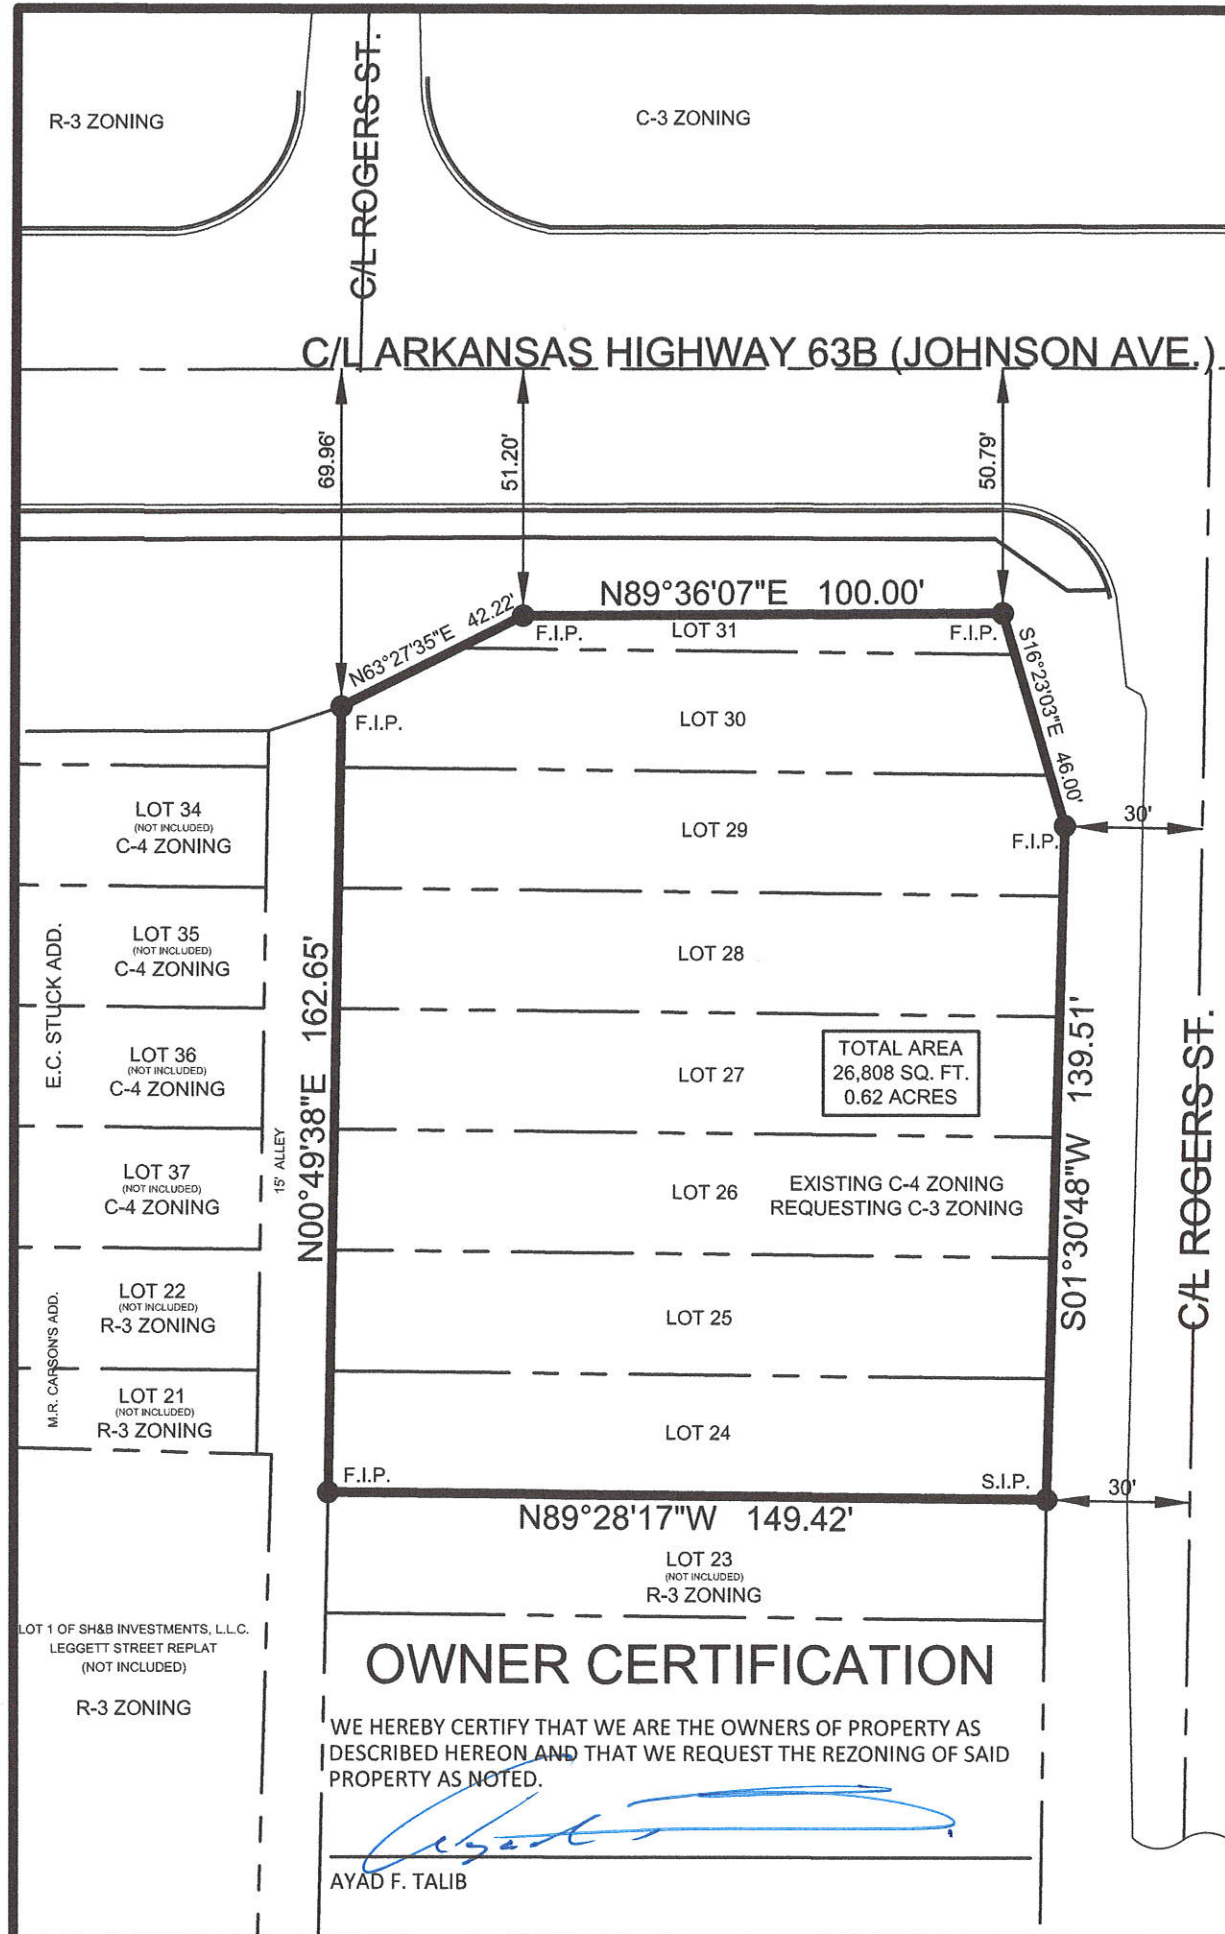 R-3 ZONING
C/L ROGERS ST.
C-3 ZONING
C/L ARKANSAS HIGHWAY 63B (JOHNSON AVE.)
69.96'
51.20'
50.79'
N63°27'35"E 42.22'
N89°36'07"E 100.00'
F.I.P.
LOT 31
F.I.P.
S16°23'03"E 46.00'
F.I.P.
LOT 30
LOT 34
(NOT INCLUDED)
C-4 ZONING
LOT 29
F.I.P.
30'
E.C. STUCK ADD.
LOT 35
(NOT INCLUDED)
C-4 ZONING
LOT 28
LOT 36
(NOT INCLUDED)
C-4 ZONING
N00°49'38"E 162.65'
LOT 27
TOTAL AREA
26,808 SQ. FT.
0.62 ACRES
S01°30'48"W 139.51'
C/L ROGERS ST.
15' ALLEY
LOT 37
(NOT INCLUDED)
C-4 ZONING
LOT 26
EXISTING C-4 ZONING
REQUESTING C-3 ZONING
M.R. CARSON'S ADD.
LOT 22
(NOT INCLUDED)
R-3 ZONING
LOT 25
LOT 21
(NOT INCLUDED)
R-3 ZONING
LOT 24
F.I.P.
S.I.P.
30'
N89°28'17"W 149.42'
LOT 23
(NOT INCLUDED)
R-3 ZONING
LOT 1 OF SH&B INVESTMENTS, L.L.C.
LEGGETT STREET REPLAT
(NOT INCLUDED)
R-3 ZONING
OWNER CERTIFICATION
WE HEREBY CERTIFY THAT WE ARE THE OWNERS OF PROPERTY AS
DESCRIBED HEREON AND THAT WE REQUEST THE REZONING OF SAID
PROPERTY AS NOTED.
AYAD F. TALIB